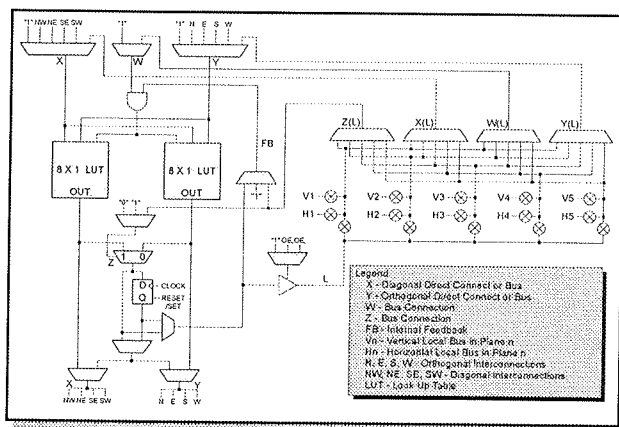 "1" NW NE SE SW
"1"
"1" N E S W
X
W
Y
FB
Z(L)
X(L)
W(L)
Y(L)
8 X 1 LUT
OUT
8 X 1 LUT
OUT
"0" "1"
"1"
V1
V2
V3
V4
V5
H1
H2
H3
H4
H5
Z
1 0
"1" OE, OE,
L
D
Q
CLOCK
RESET
/SET
X
Y
NW NE SE SW
N E S W
Legend
X - Diagonal Direct Connect or Bus
Y - Orthogonal Direct Connect or Bus
W - Bus Connection
Z - Bus Connection
FB - Internal Feedback
Vn - Vertical Local Bus in Plane n
Hn - Horizontal Local Bus in Plane n
N, E, S, W - Orthogonal Interconnections
NW, NE, SE, SW - Diagonal Interconnections
LUT - Look Up Table